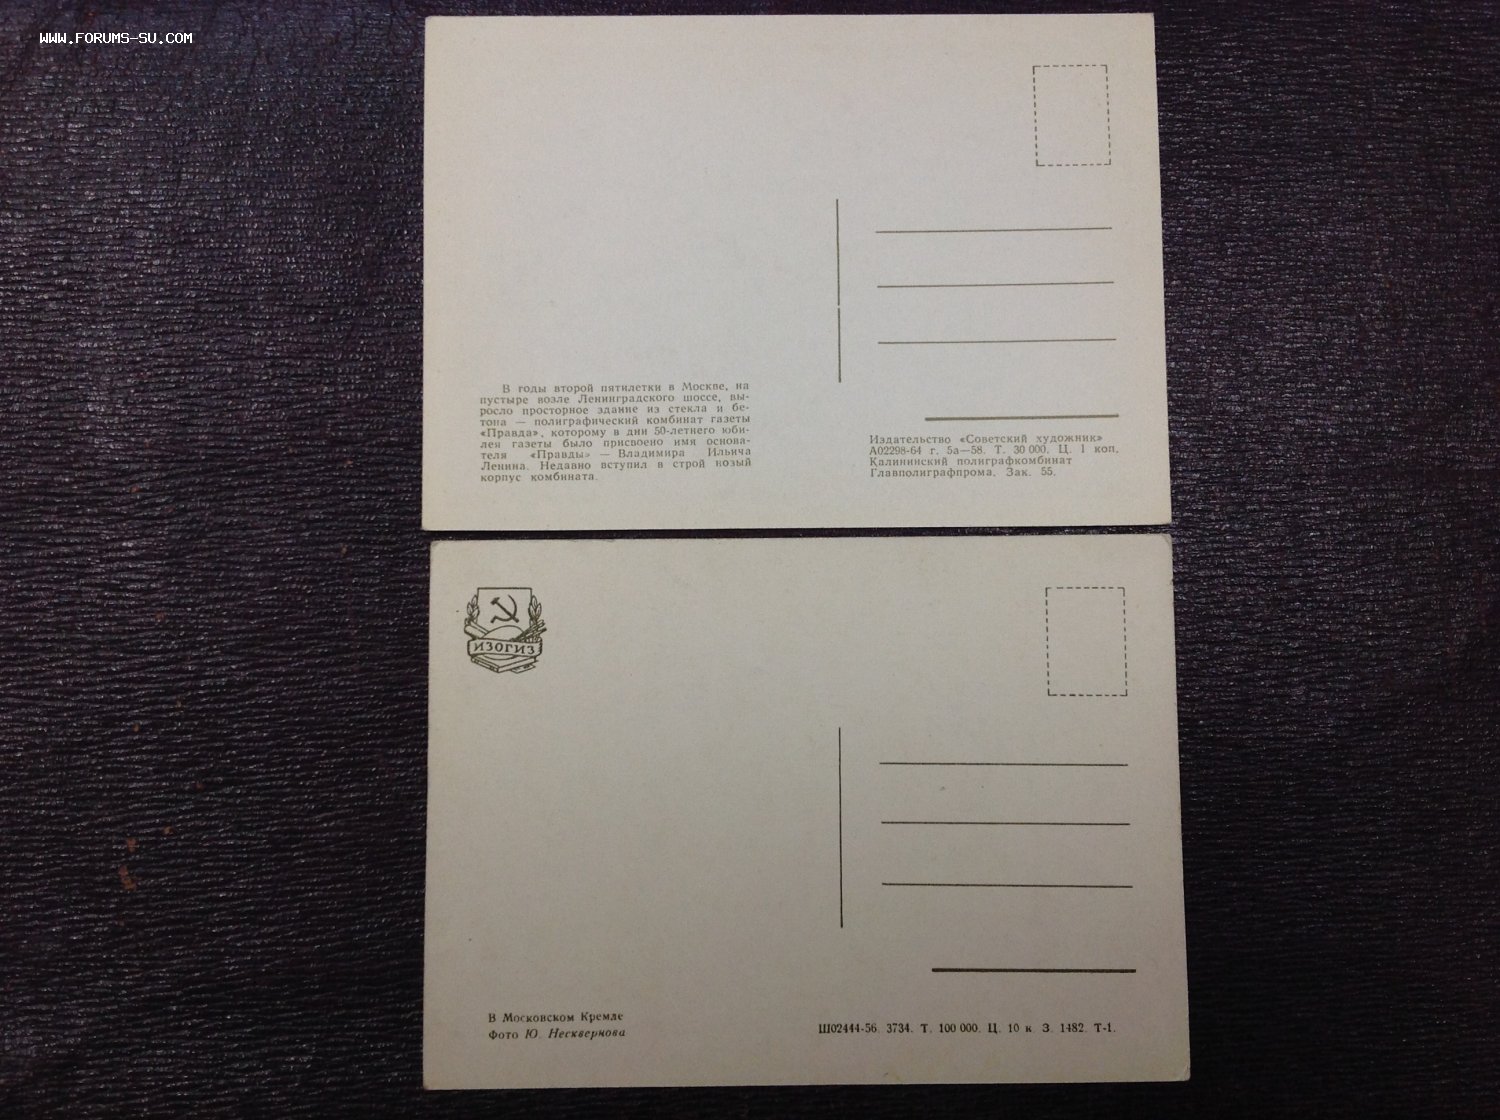 WWW.FORUMS-SU.COM
В годы второй пятилетки в Москве, на
пустыре возле Ленинградского шоссе, вы-
росло просторное здание из стекла и бе-
тона — полиграфический комбинат газеты
«Правда», которому в дни 50-летнего юби-
лея газеты было присвоено имя основа-
теля «Правды» — Владимира Ильича
Ленина. Недавно вступил в строй новый
корпус комбината.
Издательство «Советский художник»
А02298-64 г. 5а—58. Т. 30 000. Ц. 1 коп.
Калининский полиграфкомбинат
Главполиграфпрома. Зак. 55.
ИЗОГИЗ
В Московском Кремле
Фото Ю. Нескверного
Ш02444-56. 3734. Т. 100 000. Ц. 10 к. З. 1482. Т-1.